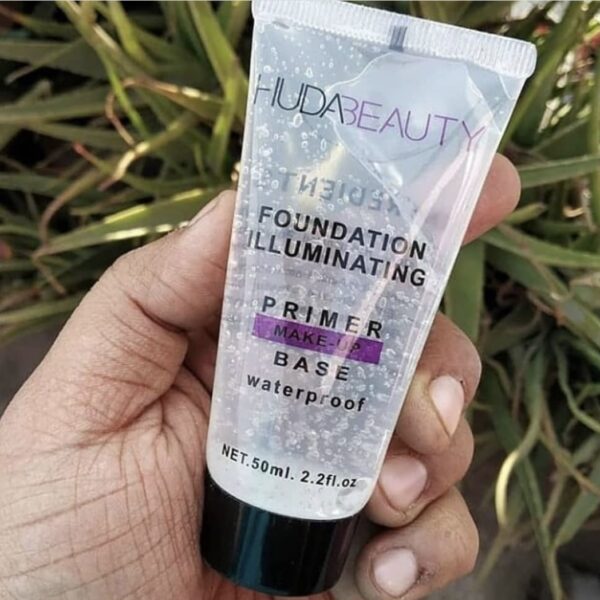 HUDABEAUTY
FOUNDATION
ILLUMINATING
PRIMER
MAKE-UP
BASE
waterproof
NET.50ml. 2.2fl.oz